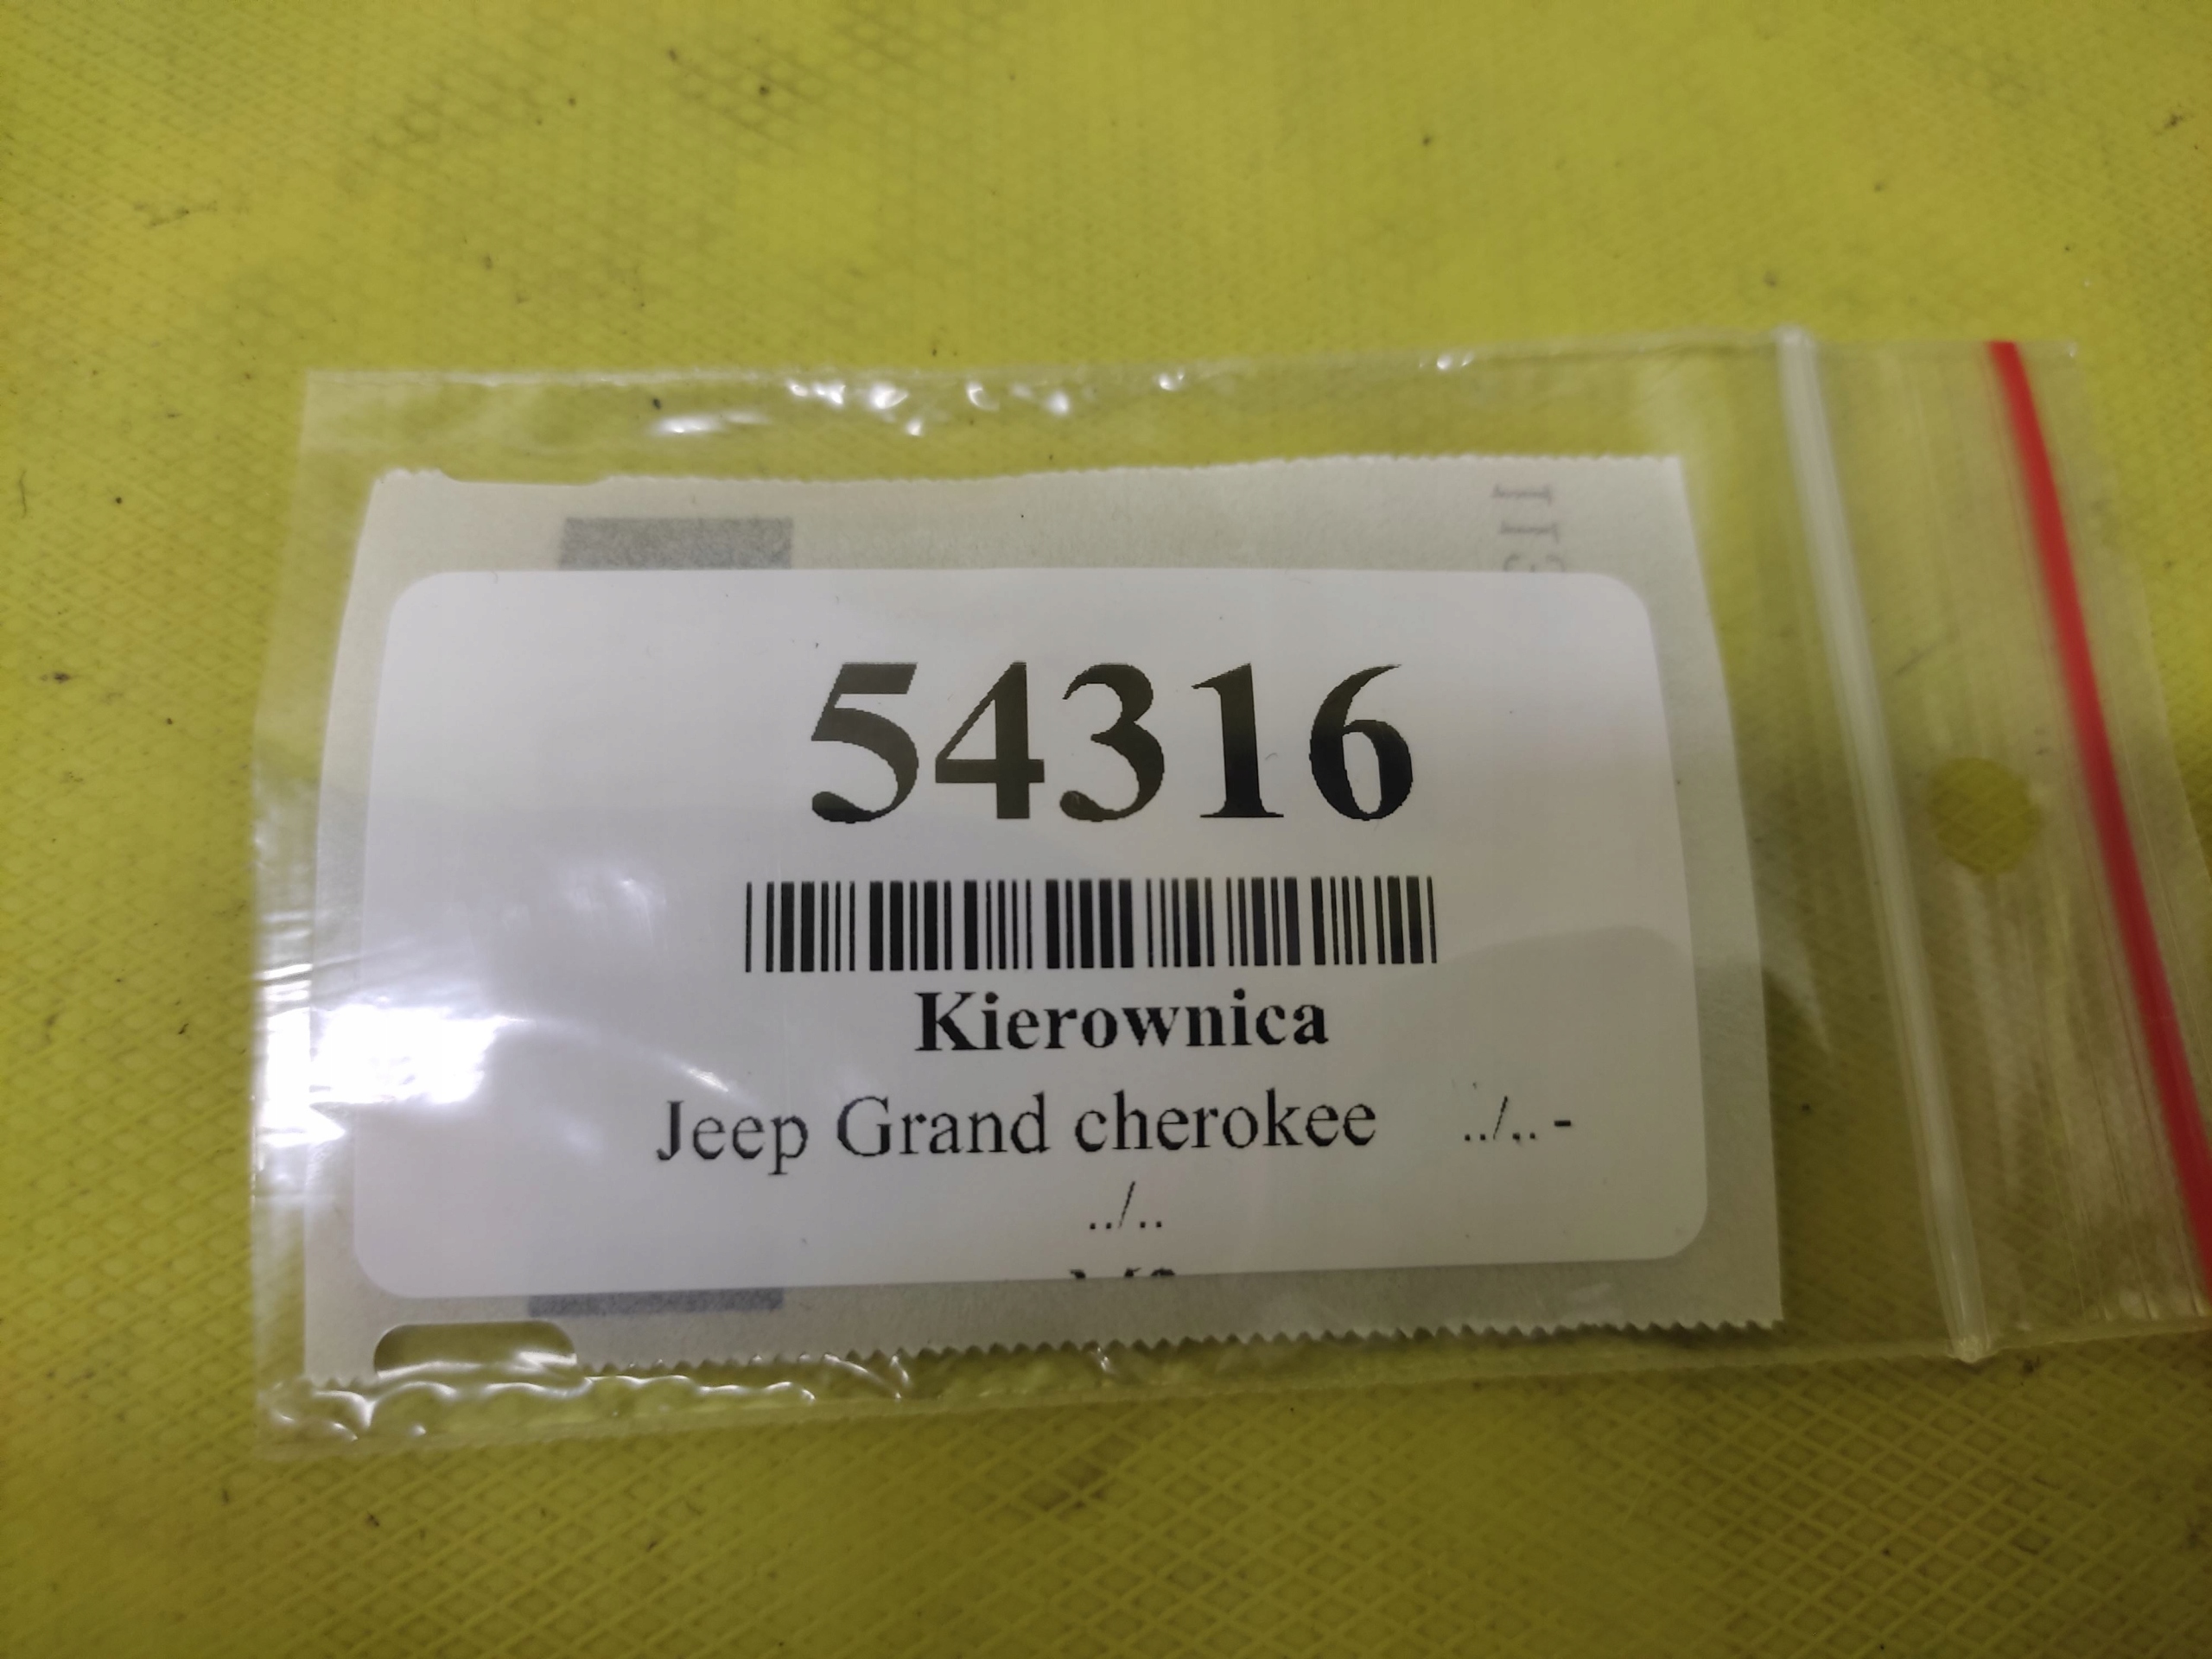 54316
Kierownica
Jeep Grand cherokee ../.. -
../..